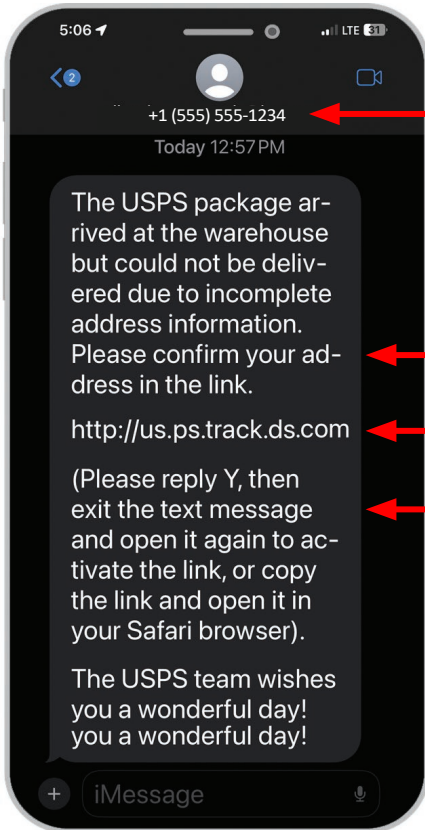 5:06
LTE 31
2
+1 (555) 555-1234
Today 12:57 PM
The USPS package ar-
rived at the warehouse
but could not be deliv-
ered due to incomplete
address information.
Please confirm your ad-
dress in the link.
http://us.ps.track.ds.com
(Please reply Y, then
exit the text message
and open it again to ac-
tivate the link, or copy
the link and open it in
your Safari browser).
The USPS team wishes
you a wonderful day!
you a wonderful day!
iMessage